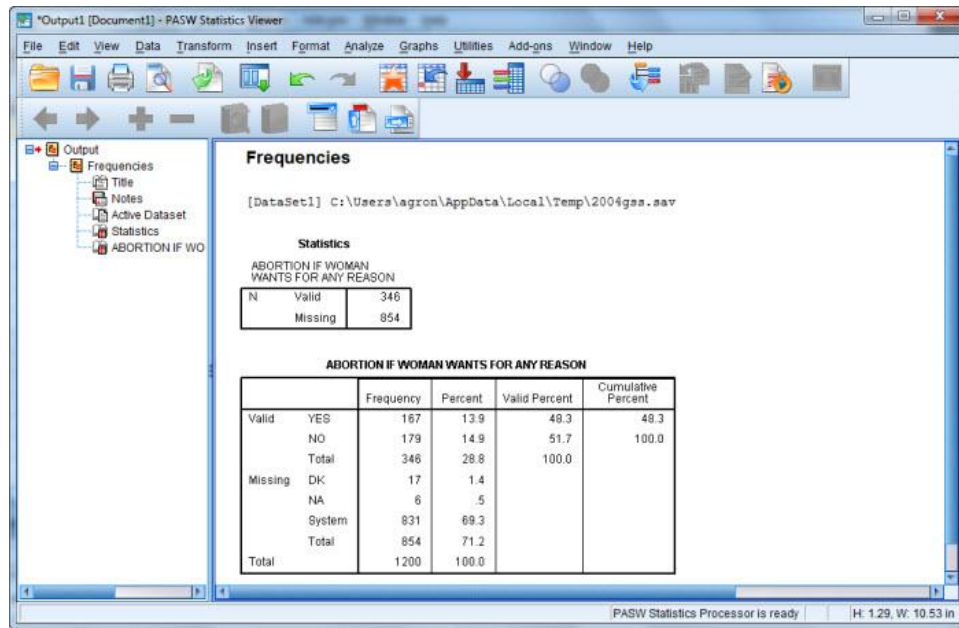 *Output1 [Document1] - PASW Statistics Viewer
File Edit View Data Transform Insert Format Analyze Graphs Utilities Add-ons Window Help
Output
Frequencies
Title
Notes
Active Dataset
Statistics
ABORTION IF WO
Frequencies
[DataSet1] C:\Users\agron\AppData\Local\Temp\2004gss.sav
Statistics
ABORTION IF WOMAN
WANTS FOR ANY REASON
N Valid 346
Missing 854
ABORTION IF WOMAN WANTS FOR ANY REASON
Frequency Percent Valid Percent Cumulative Percent
Valid YES 167 13.9 48.3 48.3
NO 179 14.9 51.7 100.0
Total 346 28.8 100.0
Missing DK 17 1.4
NA 6 .5
System 831 69.3
Total 854 71.2
Total 1200 100.0
PASW Statistics Processor is ready H: 1.29, W: 10.53 in